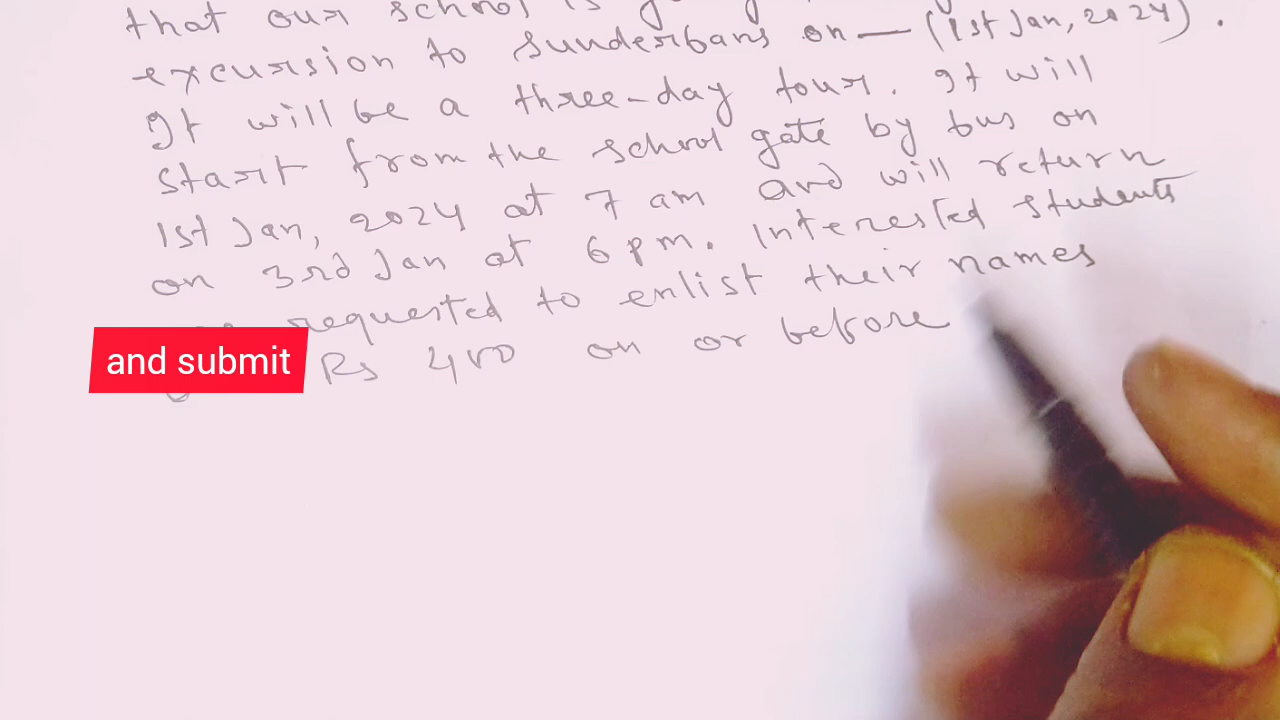 that our school is
excursion to Sunderbans on — (1st Jan, 2024).
It will be a three-day tour. It will
start from the school gate by bus on
1st Jan, 2024 at 7 am and will return
on 3rd Jan at 6 pm. Interested students
requested to enlist their names
and submit Rs 400 on or before